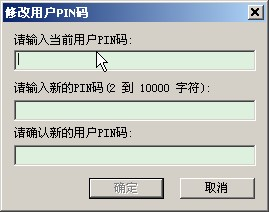 修改用户PIN码
请输入当前用户PIN码:
请输入新的PIN码(2 到 10000 字符):
请确认新的用户PIN码:
确定 取消